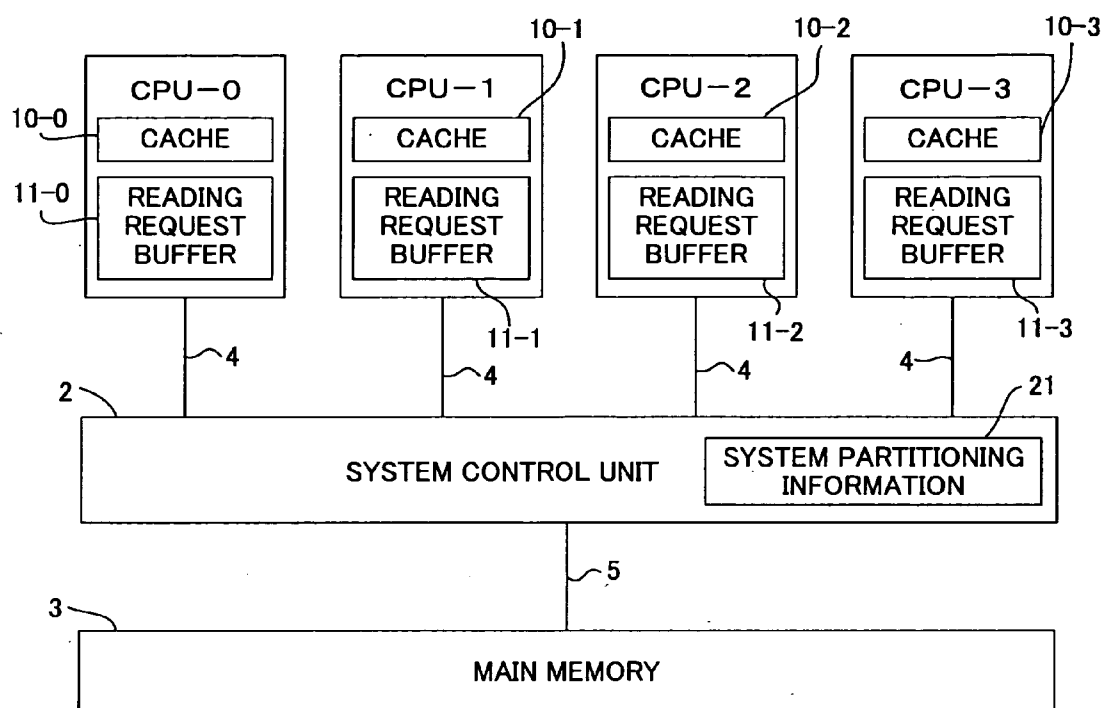 10-1
10-2
10-3
CPU-0
CPU-1
CPU-2
CPU-3
10-0
CACHE
CACHE
CACHE
CACHE
11-0
READING
REQUEST
BUFFER
READING
REQUEST
BUFFER
READING
REQUEST
BUFFER
READING
REQUEST
BUFFER
11-1
11-2
11-3
4
4
4
4
2
21
SYSTEM CONTROL UNIT
SYSTEM PARTITIONING
INFORMATION
5
3
MAIN MEMORY